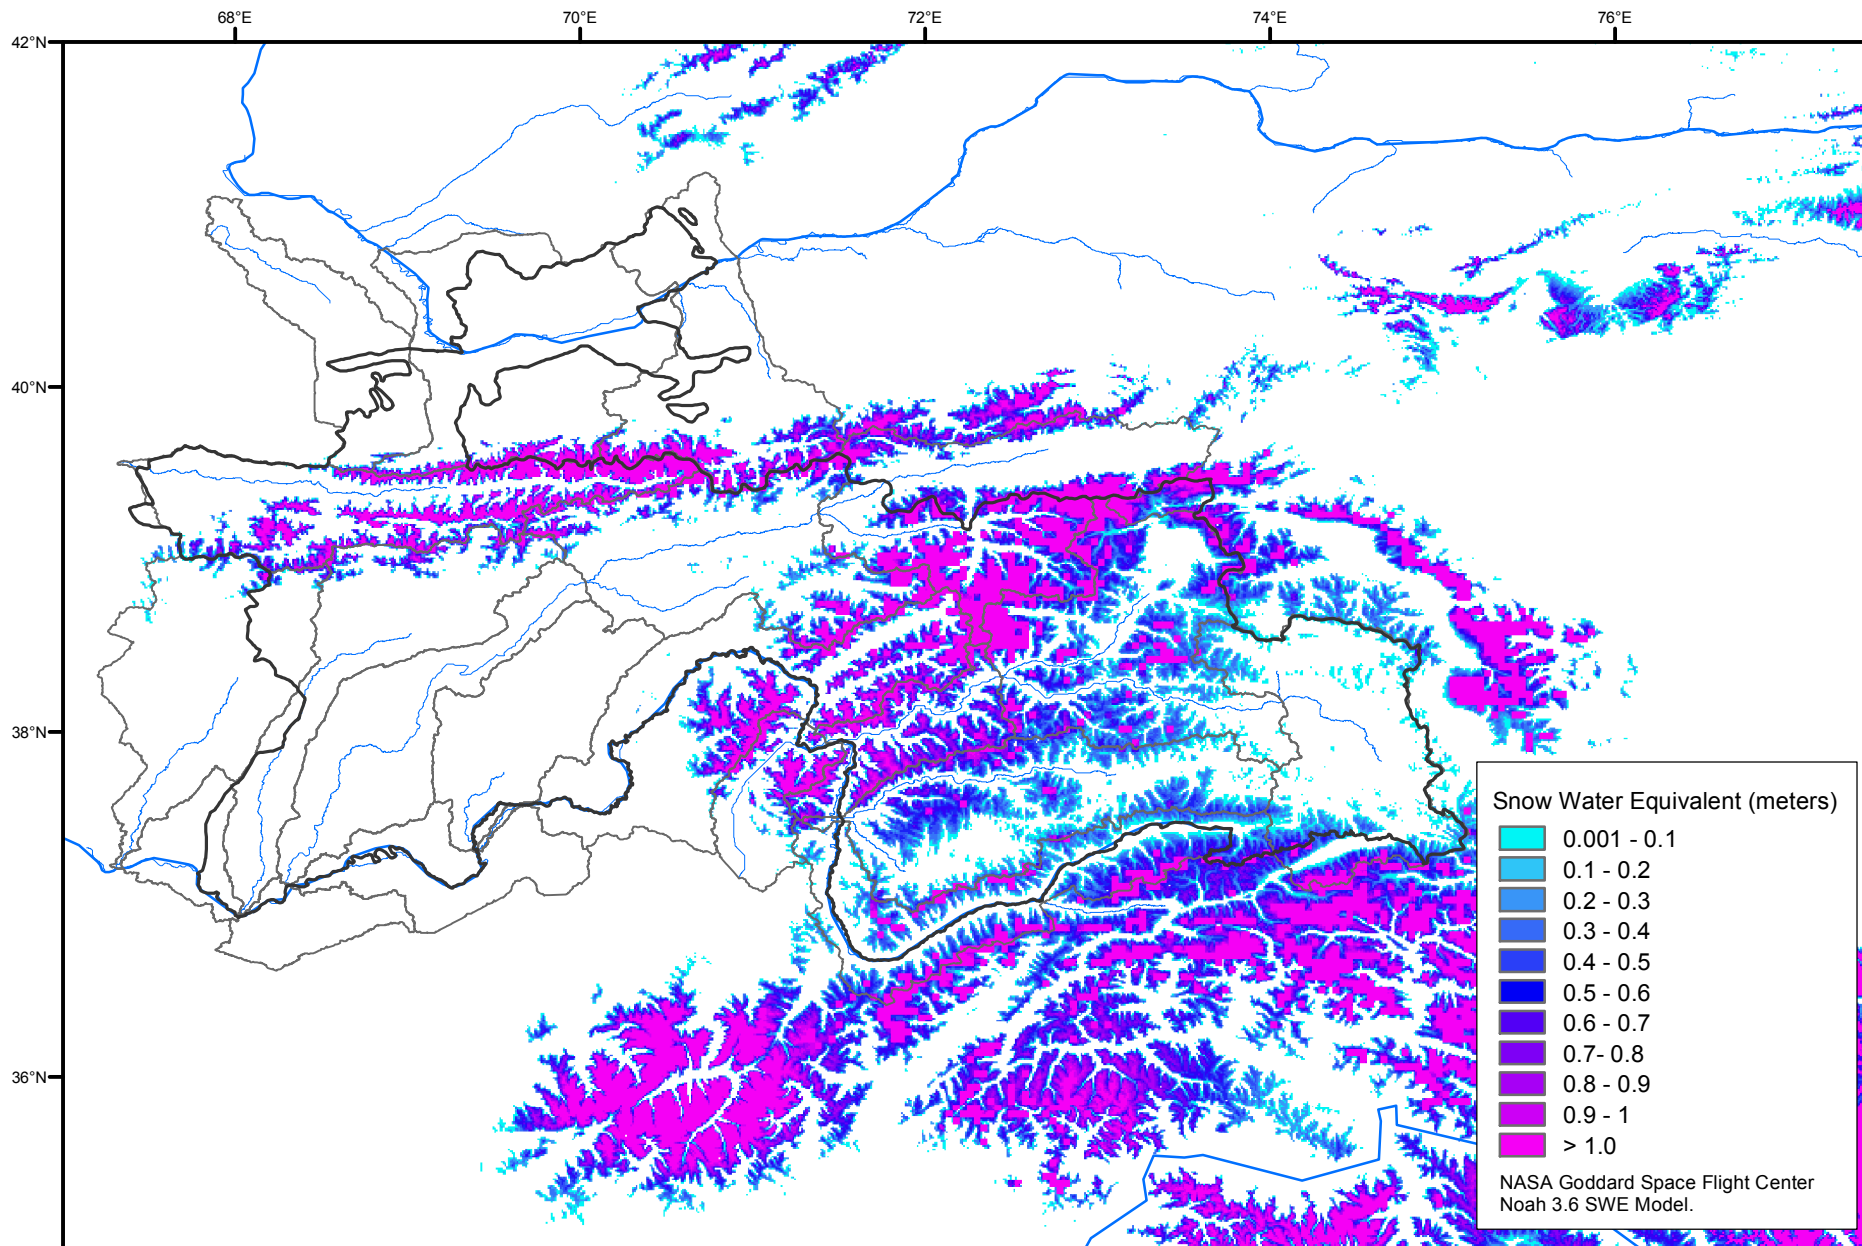 68°E 70°E 72°E 74°E 76°E
42°N
40°N
38°N
36°N
Snow Water Equivalent (meters)
0.001 - 0.1
0.1 - 0.2
0.2 - 0.3
0.3 - 0.4
0.4 - 0.5
0.5 - 0.6
0.6 - 0.7
0.7- 0.8
0.8 - 0.9
0.9 - 1
> 1.0
NASA Goddard Space Flight Center
Noah 3.6 SWE Model.